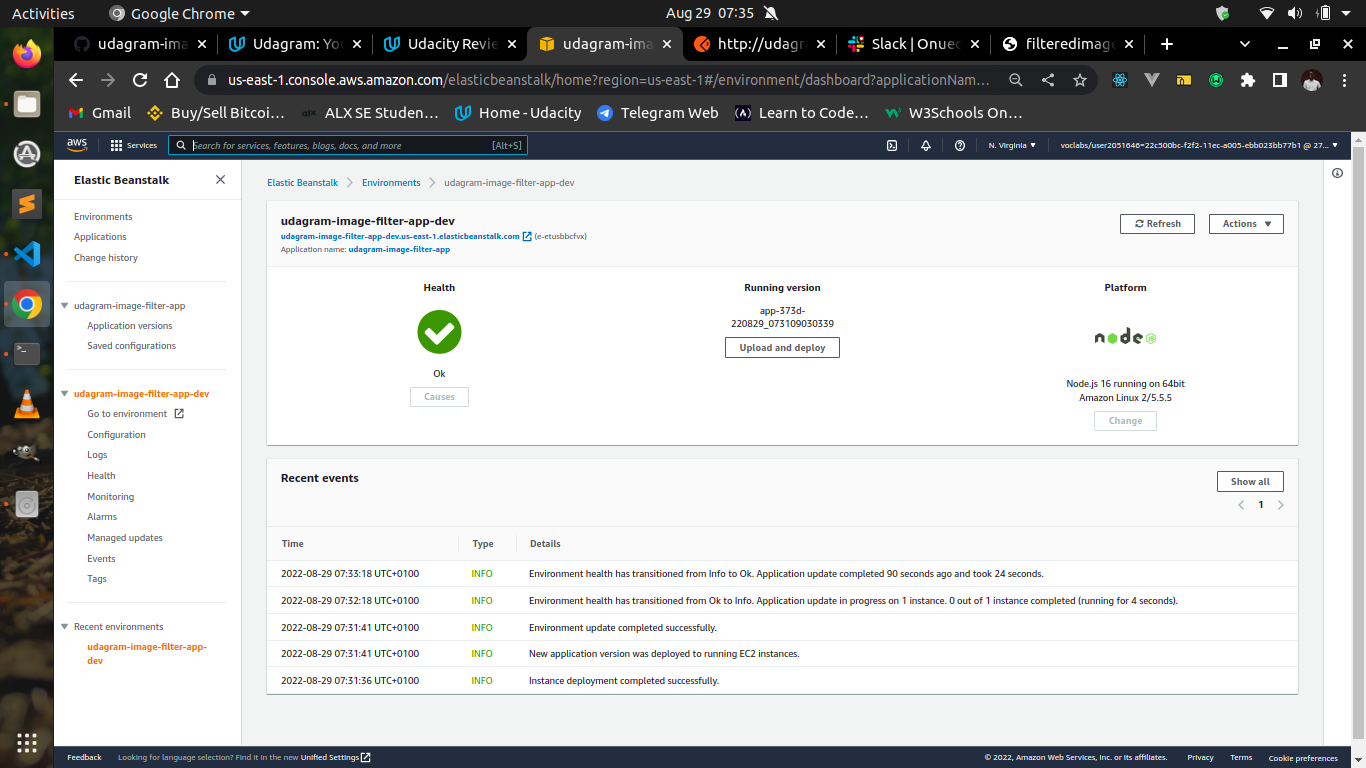 Activities
Google Chrome
Aug 29 07:35
udagram-ima
Udagram: Yo
Udacity Revie
udagram-ima
http://udagr
Slack | Onuec
filteredimage
us-east-1.console.aws.amazon.com/elasticbeanstalk/home?region=us-east-1#/environment/dashboard?applicationNam…
Gmail
Buy/Sell Bitcoi…
ALX SE Studen…
Home - Udacity
Telegram Web
Learn to Code…
W3Schools On…
aws
Services
Search for services, features, blogs, docs, and more
[Alt+S]
N. Virginia
voclabs/user2051646=22c500bc-f2f2-11ec-a005-ebb023bb77b1 @ 27...
Elastic Beanstalk
Environments
Applications
Change history
udagram-image-filter-app
Application versions
Saved configurations
udagram-image-filter-app-dev
Go to environment
Configuration
Logs
Health
Monitoring
Alarms
Managed updates
Events
Tags
Recent environments
udagram-image-filter-app-
dev
Elastic Beanstalk
Environments
udagram-image-filter-app-dev
udagram-image-filter-app-dev
udagram-image-filter-app-dev.us-east-1.elasticbeanstalk.com (e-etusbbcfvx)
Application name: udagram-image-filter-app
Refresh
Actions
Health
Ok
Causes
Running version
app-373d-
220829_073109030339
Upload and deploy
Platform
node
JS
Node.js 16 running on 64bit
Amazon Linux 2/5.5.5
Change
Recent events
Show all
1
Time Type Details
2022-08-29 07:33:18 UTC+0100 INFO Environment health has transitioned from Info to Ok. Application update completed 90 seconds ago and took 24 seconds.
2022-08-29 07:32:18 UTC+0100 INFO Environment health has transitioned from Ok to Info. Application update in progress on 1 instance. 0 out of 1 instance completed (running for 4 seconds).
2022-08-29 07:31:41 UTC+0100 INFO Environment update completed successfully.
2022-08-29 07:31:41 UTC+0100 INFO New application version was deployed to running EC2 instances.
2022-08-29 07:31:36 UTC+0100 INFO Instance deployment completed successfully.
Feedback
Looking for language selection? Find it in the new Unified Settings
© 2022, Amazon Web Services, Inc. or its affiliates.
Privacy
Terms
Cookie preferences